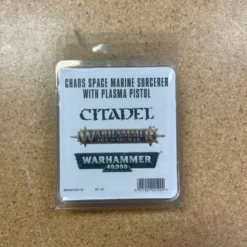 CHAOS SPACE MARINE SORCERER
WITH PLASMA PISTOL
CITADEL
WARHAMMER
AGE OF SIGMAR
WARHAMMER
40,000